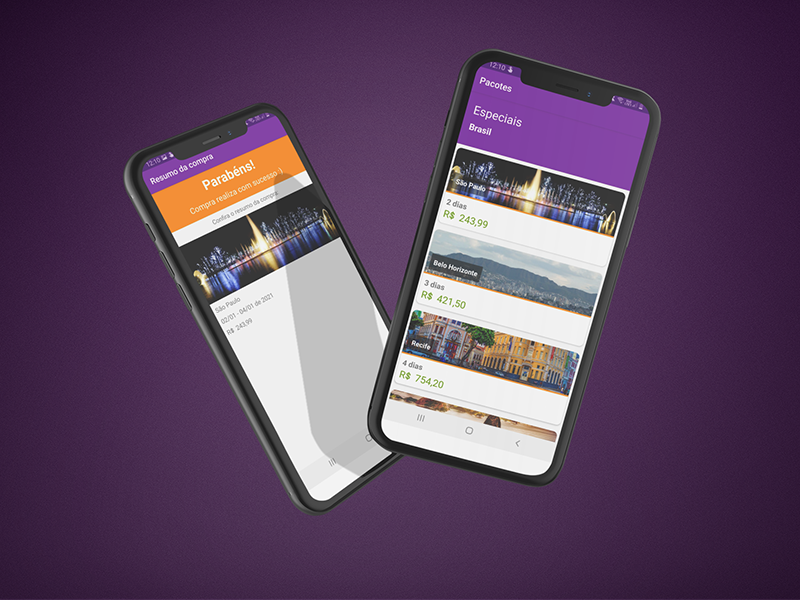 12:10
Resumo da compra
Parabéns!
Compra realiza com sucesso :)
Confira o resumo da compra:
São Paulo
02/01 - 04/01 de 2021
R$ 243,99
12:10
Pacotes
Especiais
Brasil
São Paulo
2 dias
R$ 243,99
Belo Horizonte
3 dias
R$ 421,50
Recife
4 dias
R$ 754,20